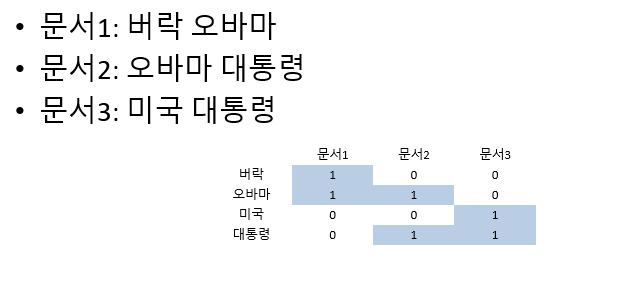 • 문서1: 버락 오바마
• 문서2: 오바마 대통령
• 문서3: 미국 대통령
문서1 문서2 문서3
버락 1 0 0
오바마 1 1 0
미국 0 0 1
대통령 0 1 1